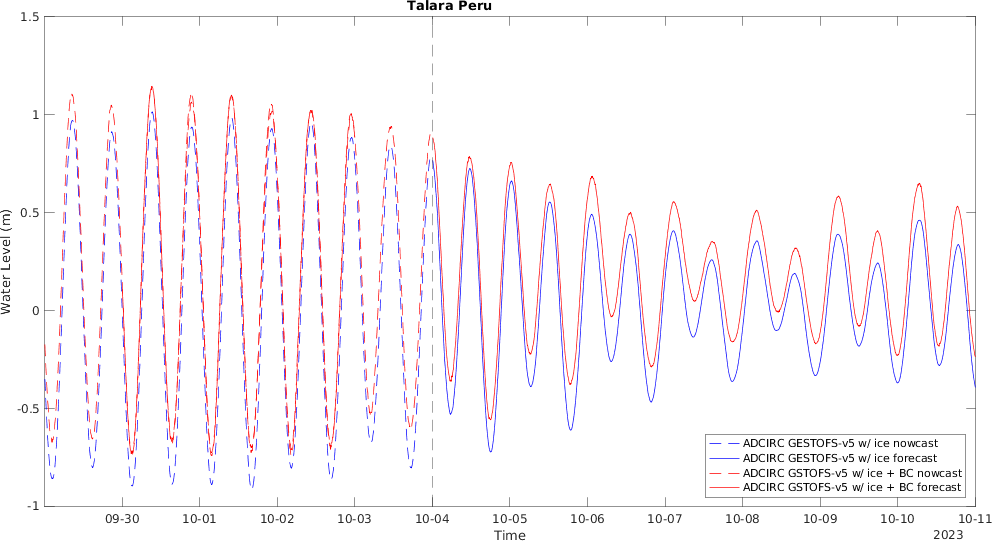 Talara Peru
1.5
1
0.5
0
-0.5
-1
Water Level (m)
09-30 10-01 10-02 10-03 10-04 10-05 10-06 10-07 10-08 10-09 10-10 10-11
Time
2023
ADCIRC GESTOFS-v5 w/ ice nowcast
ADCIRC GESTOFS-v5 w/ ice forecast
ADCIRC GSTOFS-v5 w/ ice + BC nowcast
ADCIRC GSTOFS-v5 w/ ice + BC forecast